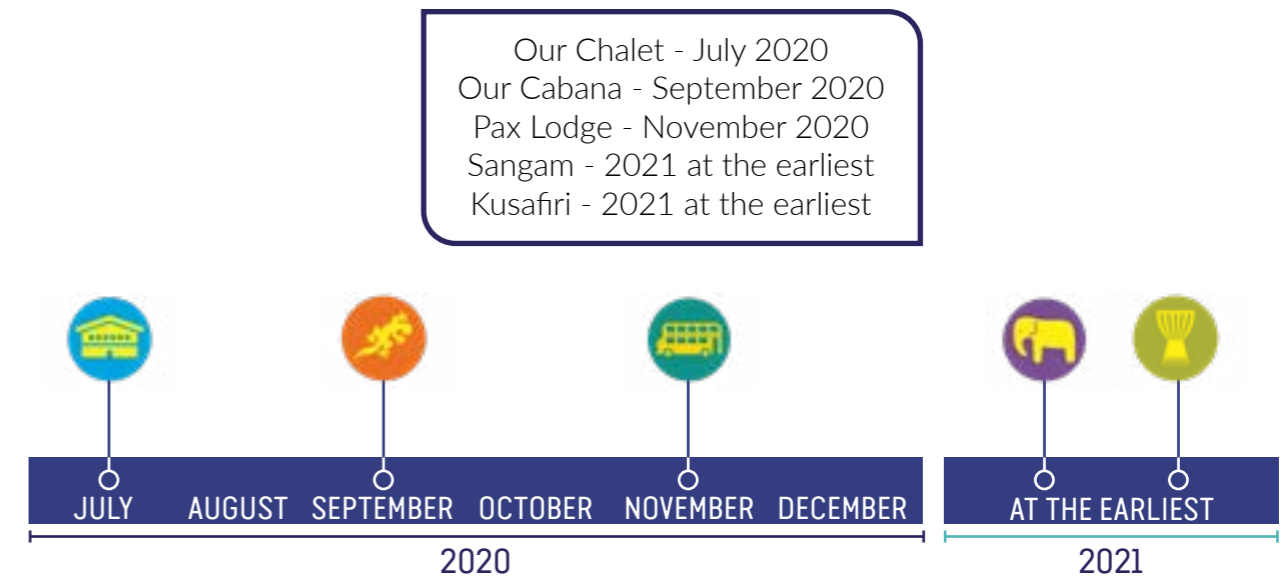 Our Chalet - July 2020
Our Cabana - September 2020
Pax Lodge - November 2020
Sangam - 2021 at the earliest
Kusafiri - 2021 at the earliest
JULY AUGUST SEPTEMBER OCTOBER NOVEMBER DECEMBER AT THE EARLIEST
2020 2021